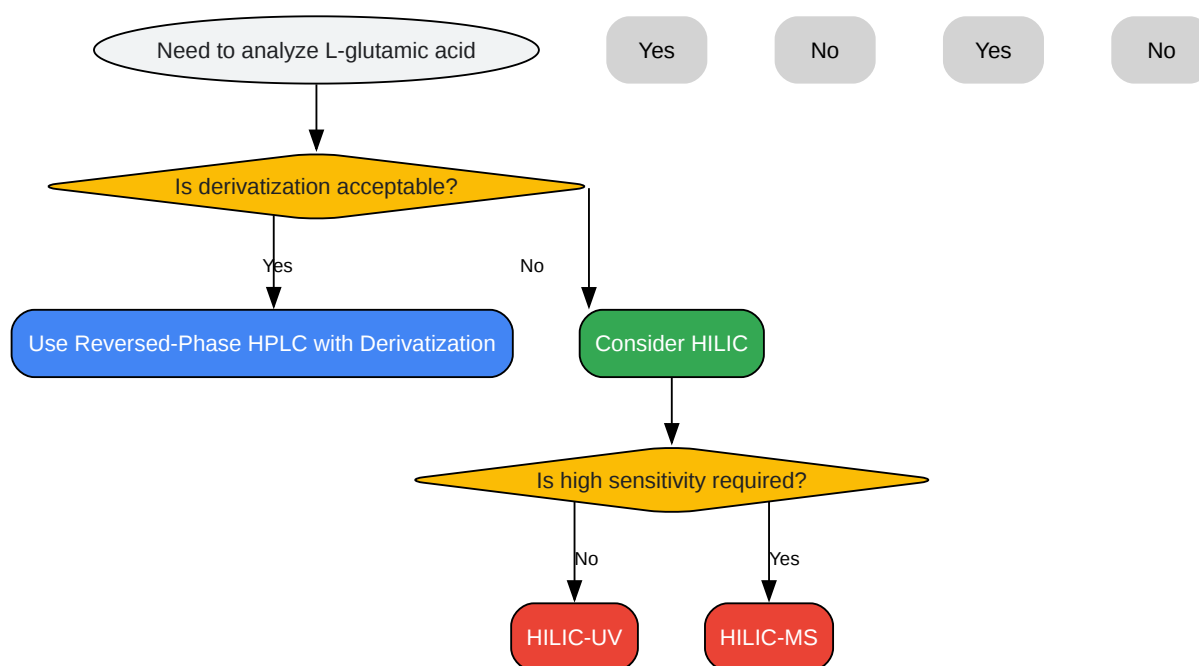 Need to analyze L-glutamic acid
Yes
No
Yes
No
Is derivatization acceptable?
Yes
No
Use Reversed-Phase HPLC with Derivatization
Consider HILIC
Is high sensitivity required?
No
Yes
HILIC-UV
HILIC-MS